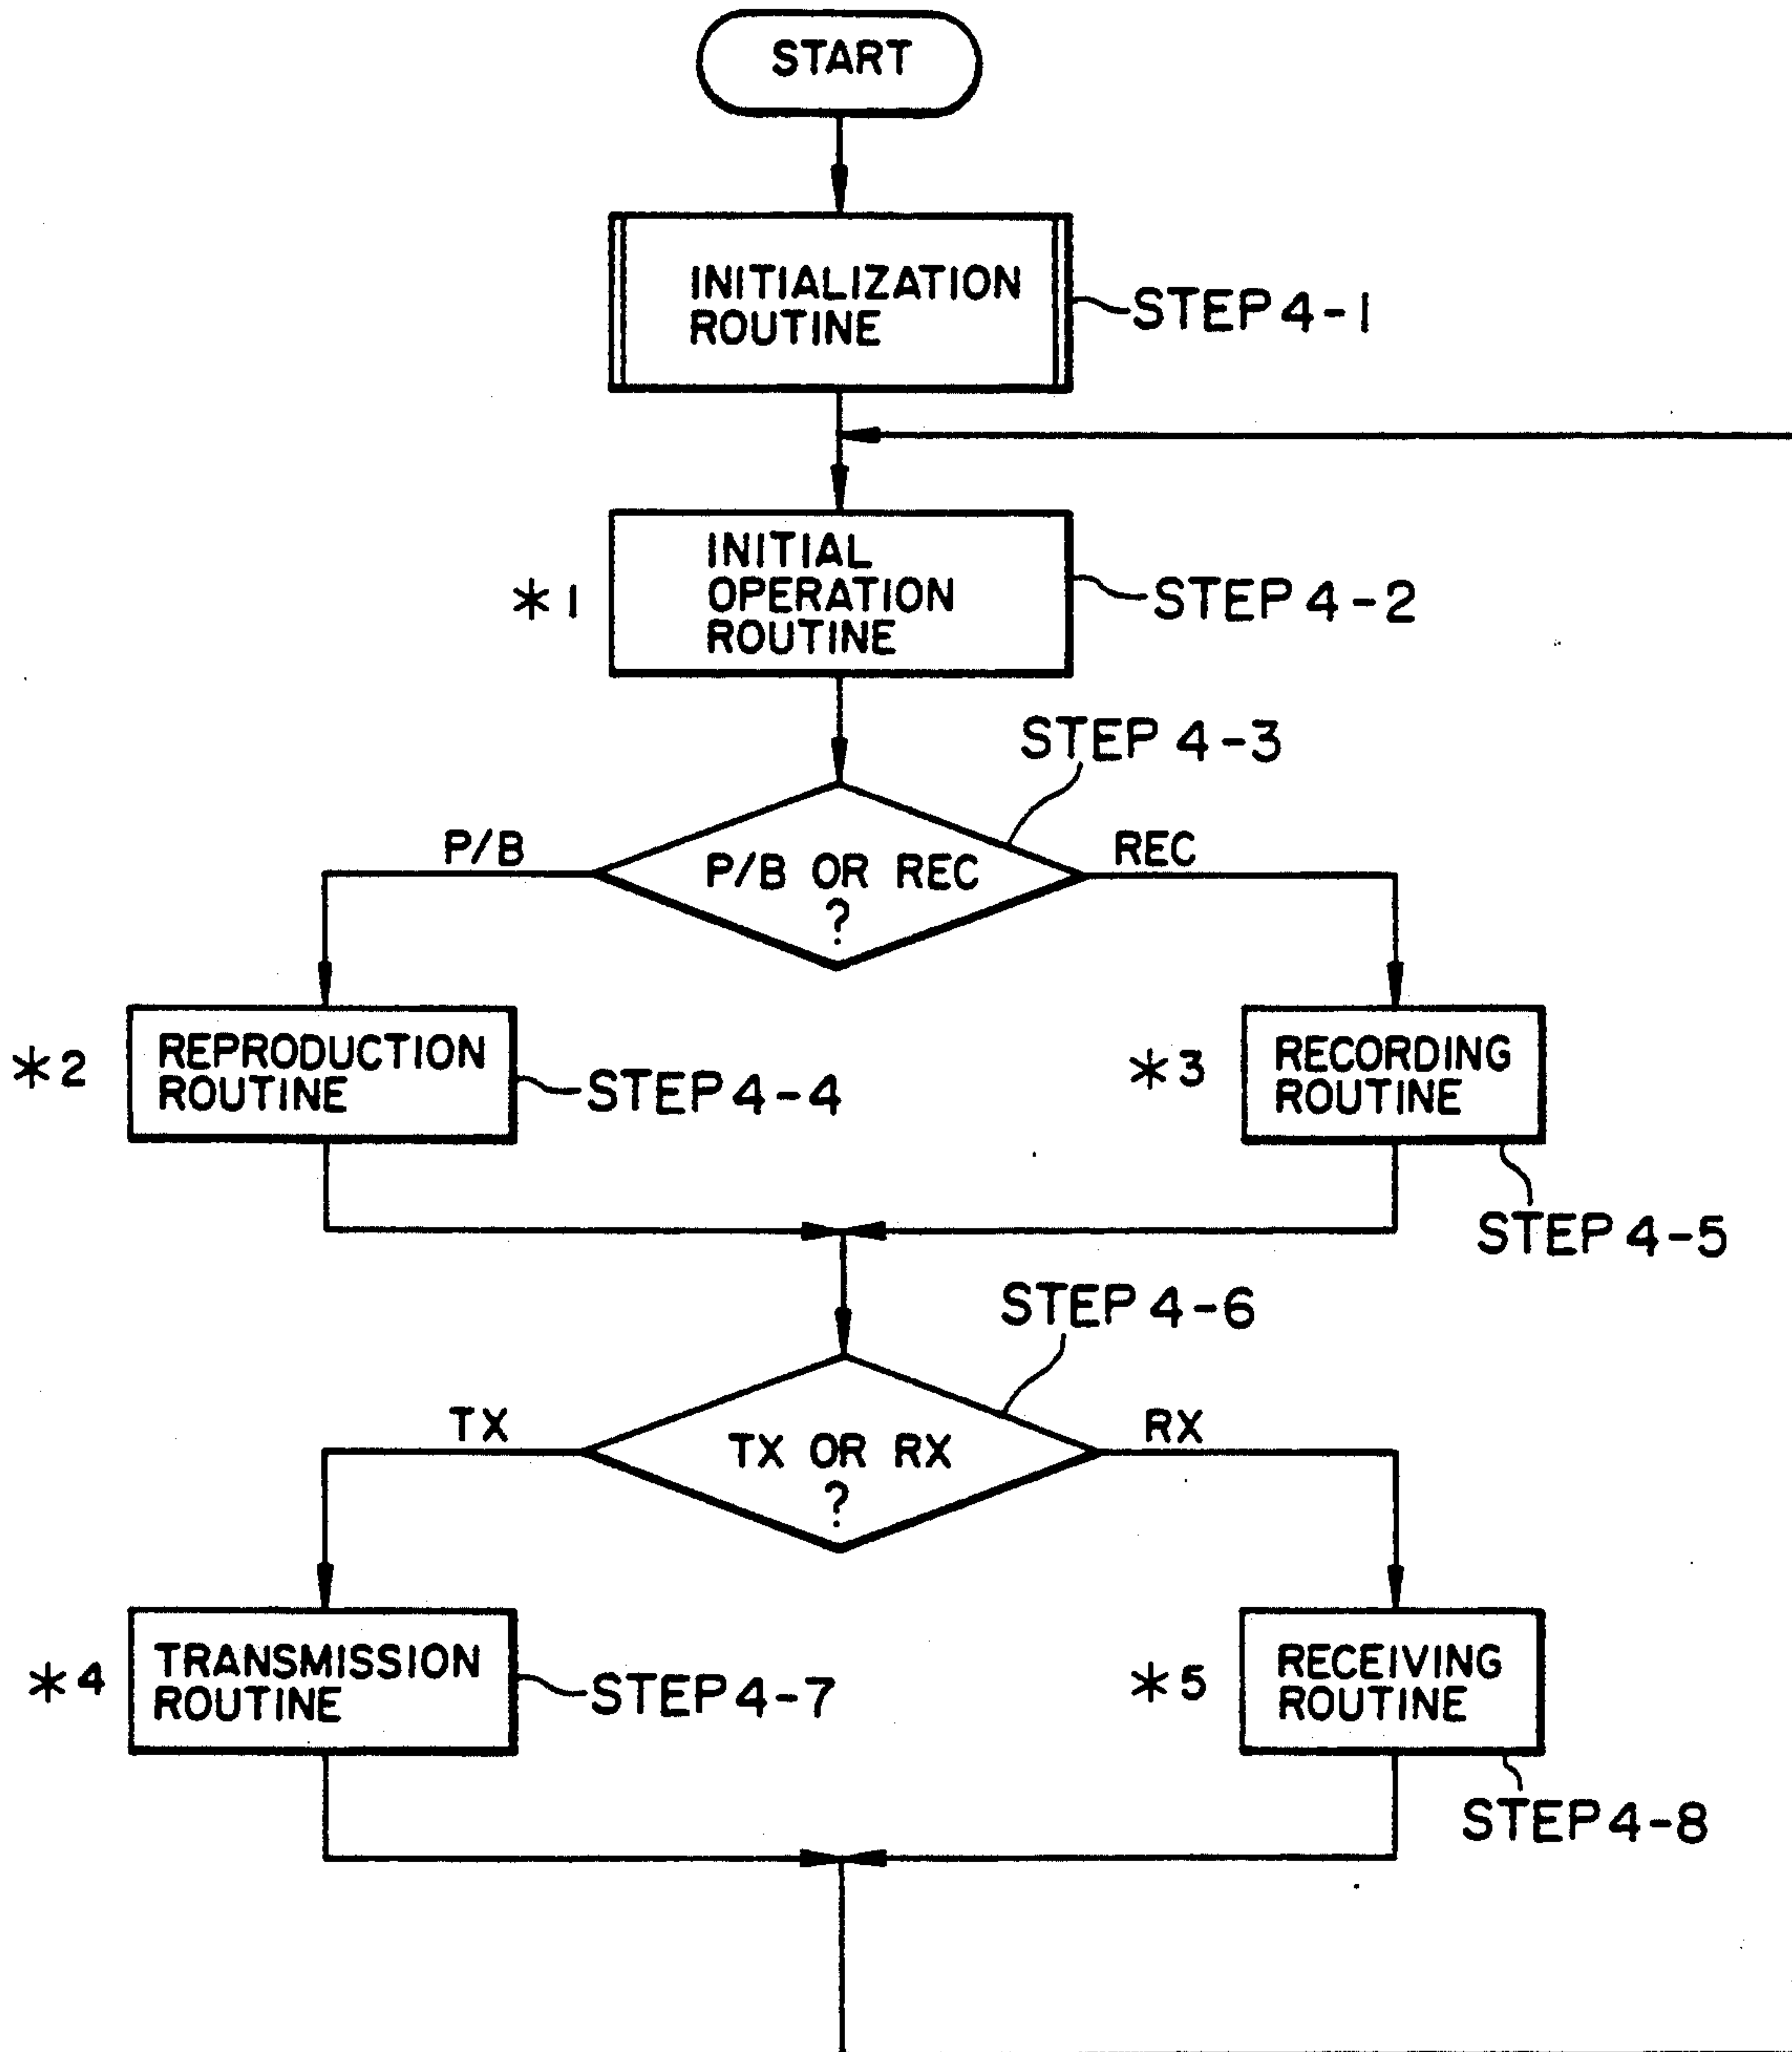 START
INITIALIZATION
ROUTINE
STEP 4-1
INITIAL
OPERATION
ROUTINE
*1
STEP 4-2
STEP 4-3
P/B
P/B OR REC
?
REC
*2
REPRODUCTION
ROUTINE
STEP 4-4
*3
RECORDING
ROUTINE
STEP 4-5
STEP 4-6
TX
TX OR RX
?
RX
*4
TRANSMISSION
ROUTINE
STEP 4-7
*5
RECEIVING
ROUTINE
STEP 4-8